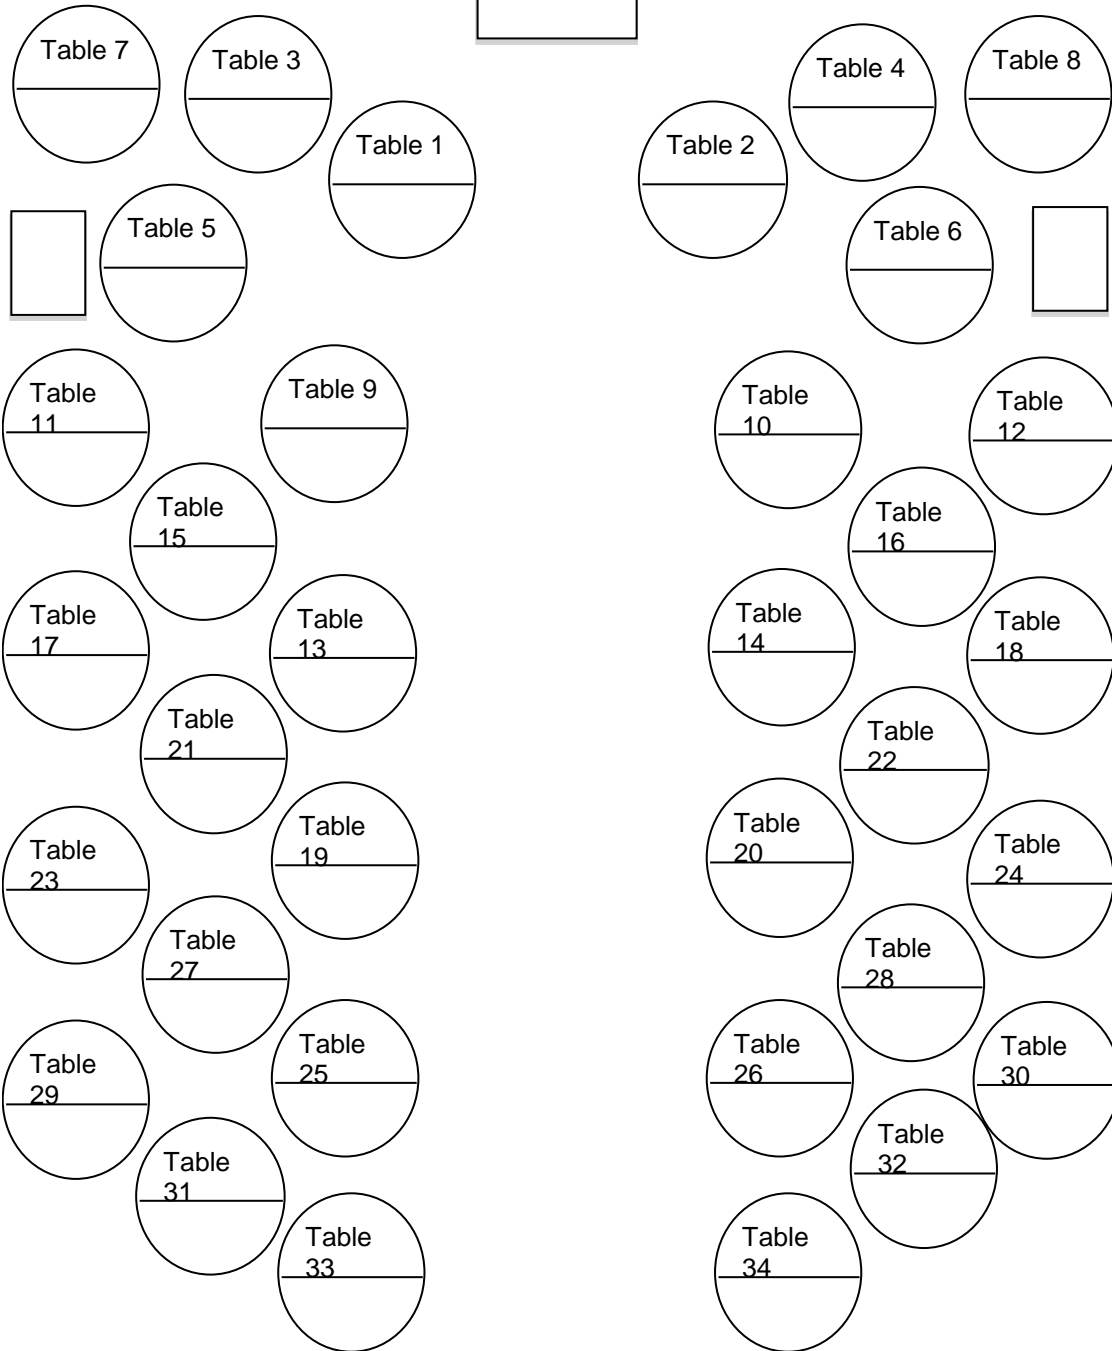 Table 7
Table 3
Table 4
Table 8
Table 1
Table 2
Table 5
Table 6
Table
11
Table 9
Table
10
Table
12
Table
15
Table
16
Table
17
Table
13
Table
14
Table
18
Table
21
Table
22
Table
23
Table
19
Table
20
Table
24
Table
27
Table
28
Table
29
Table
25
Table
26
Table
30
Table
31
Table
32
Table
33
Table
34